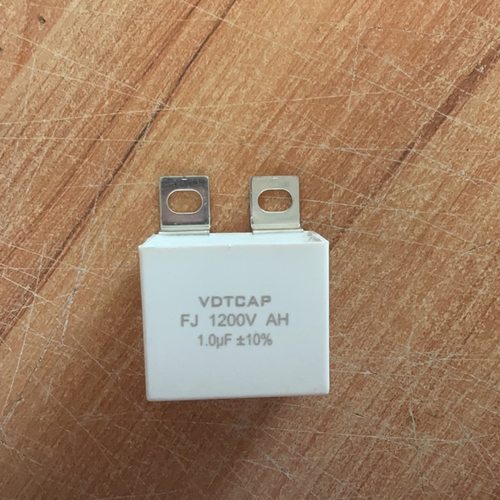 VDTCAP
FJ 1200V AH
1.0μF ±10%